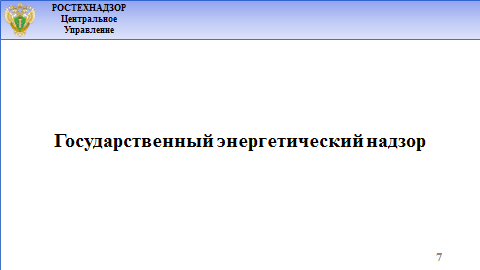 РОСТЕХНАДЗОР
Центральное
Управление
Государственный энергетический надзор
7